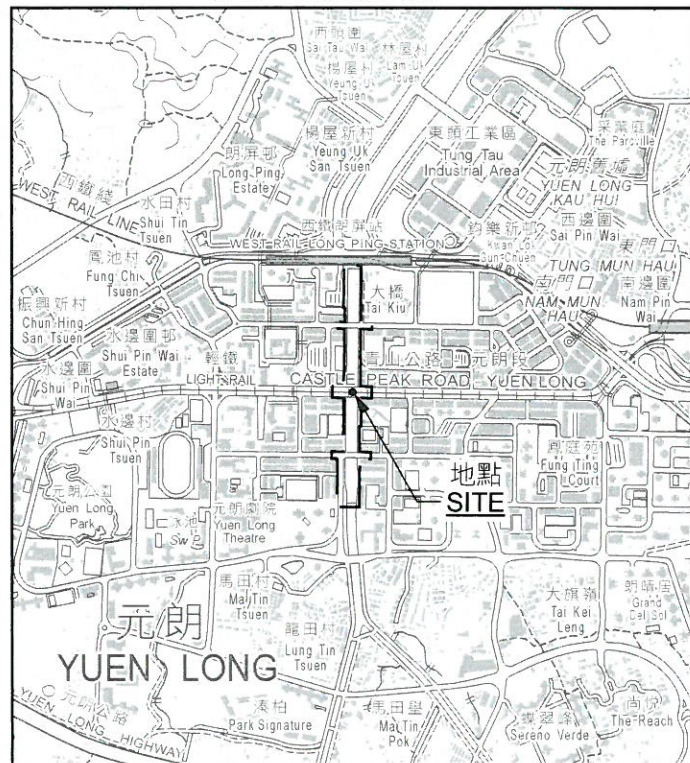 西頭圍
Sai Tau Wai
林屋村
Lam Uk
Tsuen
楊屋村
Yeung Uk
Tsuen
楊屋新村
Yeung Uk
San Tsuen
東頭工業區
Tung Tau
Industrial Area
采葉庭
The Parcville
元朗舊墟
YUEN LONG
KAU HUI
朗屏邨
Long Ping
Estate
西鐵綫
WEST RAIL LINE
水田村
Shui Tin
Tsuen
西鐵朗屏站
WEST RAIL LONG PING STATION
鈞樂新邨
Kwan Lok
Sun Chuen
西邊圍
Sai Pin Wai
東門口
TUNG MUN HAU
南門口
NAM MUN
HAU
南邊圍
Nam Pin
Wai
鳳池村
Fung Chi
Tsuen
大橋
Tai Kiu
振興新村
Chun Hing
San Tsuen
水邊圍邨
Shui Pin Wai
Estate
水邊圍
Shui Pin
Wai
輕鐵
LIGHT RAIL
青山公路 - 元朗段
CASTLE PEAK ROAD - YUEN LONG
水邊村
Shui Pin
Tsuen
鳳庭苑
Fung Ting
Court
地點
SITE
元朗公園
Yuen Long
Park
泳池
Sw P
元朗劇院
Yuen Long
Theatre
馬田村
Ma Tin
Tsuen
大旗嶺
Tai Kei
Leng
朗晴居
Grand
Del Sol
元朗
YUEN LONG
龍田村
Lung Tin
Tsuen
元朗公路
YUEN LONG HIGHWAY
溱柏
Park Signature
馬田壆
Ma Tin
Pok
蝶翠峰
Sereno Verde
尚悅
The Reach